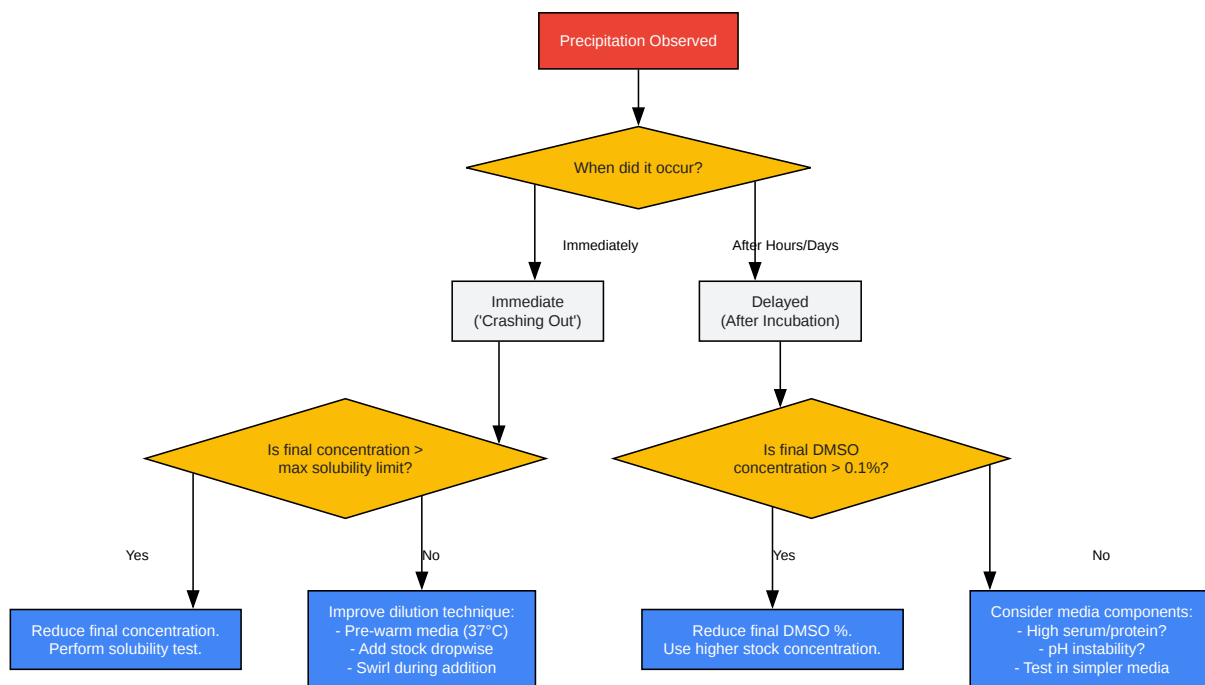 Precipitation Observed
When did it occur?
Immediately
After Hours/Days
Immediate
('Crashing Out')
Delayed
(After Incubation)
Is final concentration >
max solubility limit?
Is final DMSO
concentration > 0.1%?
Yes
No
Yes
No
Reduce final concentration.
Perform solubility test.
Improve dilution technique:
- Pre-warm media (37°C)
- Add stock dropwise
- Swirl during addition
Reduce final DMSO %.
Use higher stock concentration.
Consider media components:
- High serum/protein?
- pH instability?
- Test in simpler media